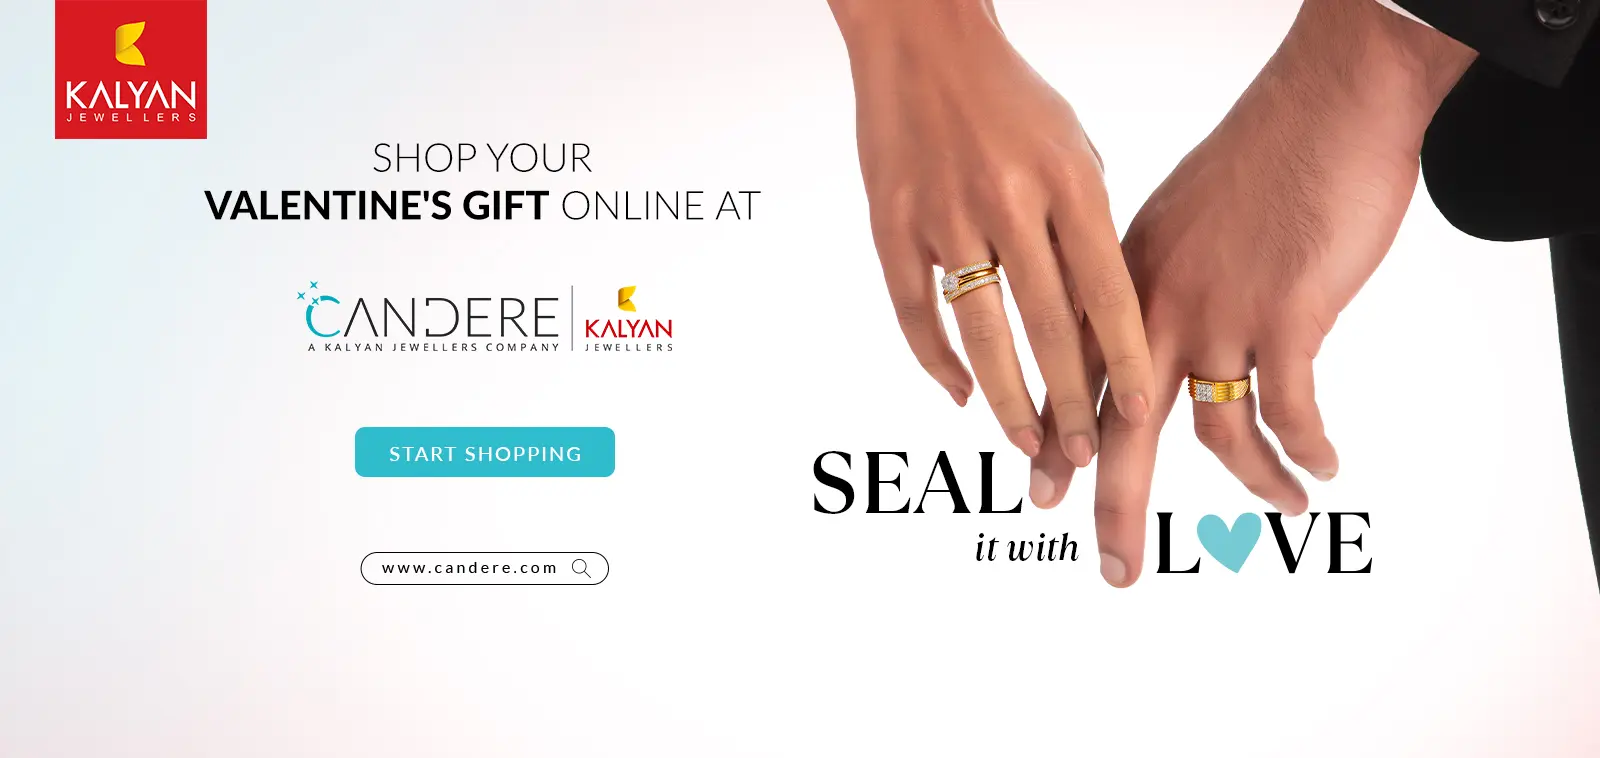 KALYAN
JEWELLERS
SHOP YOUR
VALENTINE'S GIFT ONLINE AT
CANDERE
A KALYAN JEWELLERS COMPANY
KALYAN
JEWELLERS
START SHOPPING
www.candere.com
SEAL
it with
LOVE